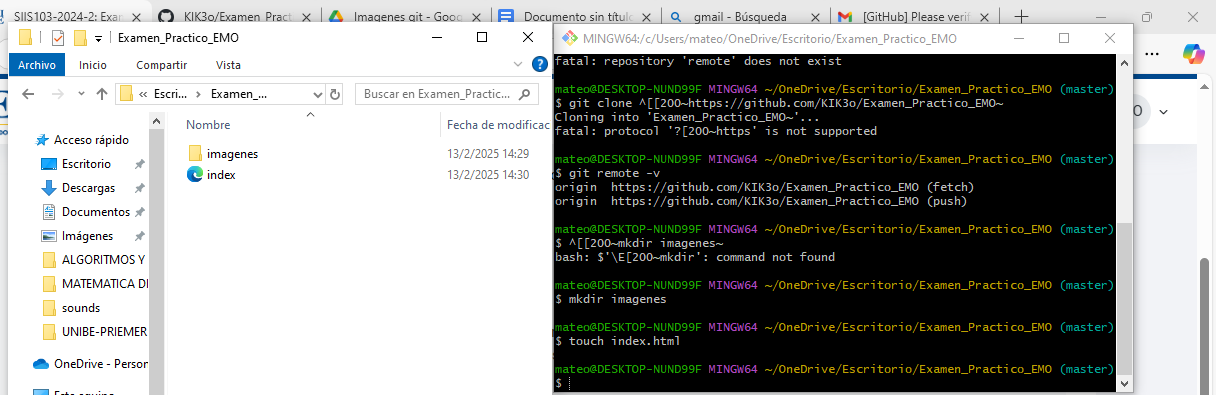 SIIS103-2024-2: Exa
KIK3o/Examen_Pract
Imagenes git - Goog
Documento sin títul
gmail - Búsqueda
[GitHub] Please verif
Examen_Practico_EMO
Archivo
Inicio
Compartir
Vista
« Escri... › Examen_...
Buscar en Examen_Practic...
Nombre
Fecha de modificac
Acceso rápido
Escritorio
Descargas
Documentos
Imágenes
ALGORITMOS Y
MATEMATICA DI
sounds
UNIBE-PRIEMER
OneDrive - Person
Este equipo
imagenes 13/2/2025 14:29
index 13/2/2025 14:30
MINGW64:/c/Users/mateo/OneDrive/Escritorio/Examen_Practico_EMO
fatal: repository 'remote' does not exist
mateo@DESKTOP-NUND99F MINGW64 ~/OneDrive/Escritorio/Examen_Practico_EMO (master)
$ git clone ^[[200~https://github.com/KIK3o/Examen_Practico_EMO~
Cloning into 'Examen_Practico_EMO~'...
fatal: protocol '?[200~https' is not supported
mateo@DESKTOP-NUND99F MINGW64 ~/OneDrive/Escritorio/Examen_Practico_EMO (master)
$ git remote -v
origin  https://github.com/KIK3o/Examen_Practico_EMO (fetch)
origin  https://github.com/KIK3o/Examen_Practico_EMO (push)
mateo@DESKTOP-NUND99F MINGW64 ~/OneDrive/Escritorio/Examen_Practico_EMO (master)
$ ^[[200~mkdir imagenes~
bash: $'\E[200~mkdir': command not found
mateo@DESKTOP-NUND99F MINGW64 ~/OneDrive/Escritorio/Examen_Practico_EMO (master)
$ mkdir imagenes
mateo@DESKTOP-NUND99F MINGW64 ~/OneDrive/Escritorio/Examen_Practico_EMO (master)
$ touch index.html
mateo@DESKTOP-NUND99F MINGW64 ~/OneDrive/Escritorio/Examen_Practico_EMO (master)
$